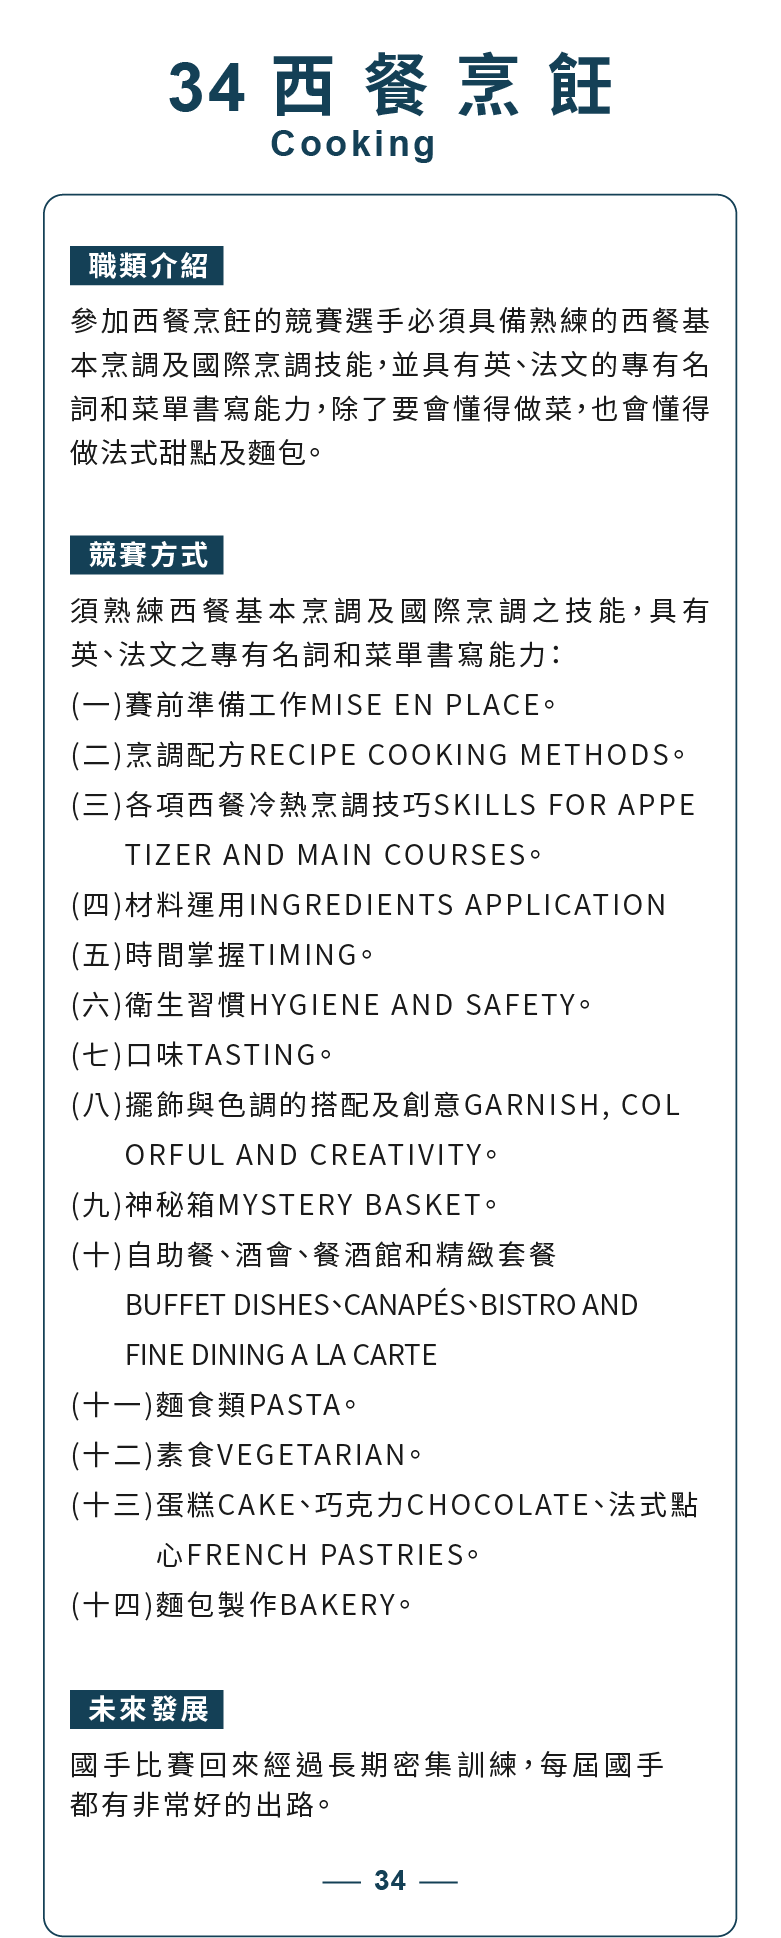 34 西餐烹飪
Cooking
職類介紹
參加西餐烹飪的競賽選手必須具備熟練的西餐基
本烹調及國際烹調技能，並具有英、法文的專有名
詞和菜單書寫能力，除了要會懂得做菜，也會懂得
做法式甜點及麵包。
競賽方式
須熟練西餐基本烹調及國際烹調之技能，具有
英、法文之專有名詞和菜單書寫能力：
(一)賽前準備工作MISE EN PLACE。
(二)烹調配方RECIPE COOKING METHODS。
(三)各項西餐冷熱烹調技巧SKILLS FOR APPE
TIZER AND MAIN COURSES。
(四)材料運用INGREDIENTS APPLICATION
(五)時間掌握TIMING。
(六)衛生習慣HYGIENE AND SAFETY。
(七)口味TASTING。
(八)擺飾與色調的搭配及創意GARNISH, COL
ORFUL AND CREATIVITY。
(九)神秘箱MYSTERY BASKET。
(十)自助餐、酒會、餐酒館和精緻套餐
BUFFET DISHES、CANAPÉS、BISTRO AND
FINE DINING A LA CARTE
(十一)麵食類PASTA。
(十二)素食VEGETARIAN。
(十三)蛋糕CAKE、巧克力CHOCOLATE、法式點
心FRENCH PASTRIES。
(十四)麵包製作BAKERY。
未來發展
國手比賽回來經過長期密集訓練，每屆國手
都有非常好的出路。
34